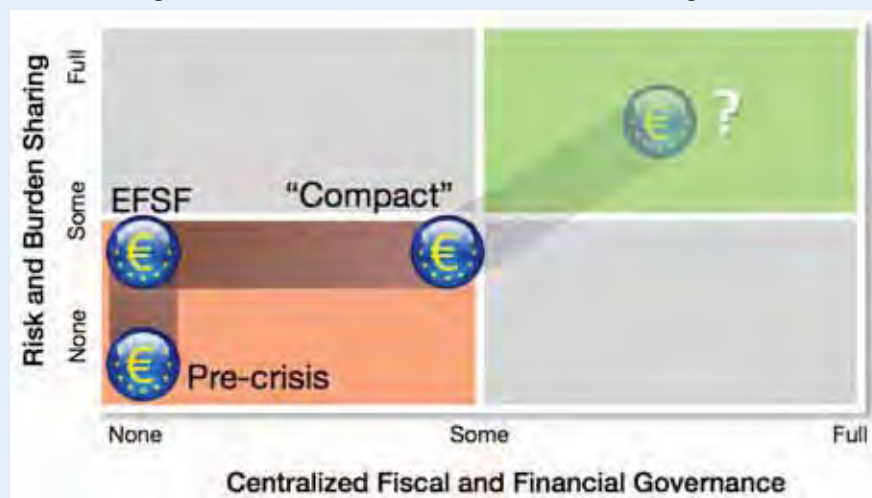 Risk and Burden Sharing
Full
Some
None
?
"Compact"
EFSF
€
€
€
€
Pre-crisis
None
Some
Full
Centralized Fiscal and Financial Governance